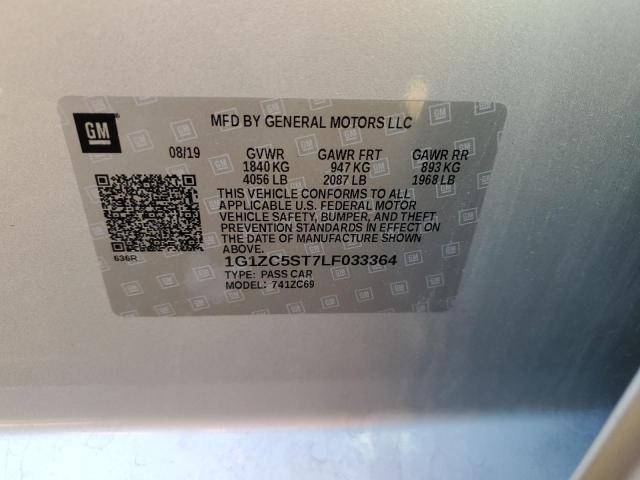 GM
MFD BY GENERAL MOTORS LLC
08/19 GVWR GAWR FRT GAWR RR
1840 KG 947 KG 893 KG
4056 LB 2087 LB 1968 LB
THIS VEHICLE CONFORMS TO ALL
APPLICABLE U.S. FEDERAL MOTOR
VEHICLE SAFETY, BUMPER, AND THEFT
PREVENTION STANDARDS IN EFFECT ON
THE DATE OF MANUFACTURE SHOWN
ABOVE.
636R
1G1ZC5ST7LF033364
TYPE: PASS CAR
MODEL: 741ZC69